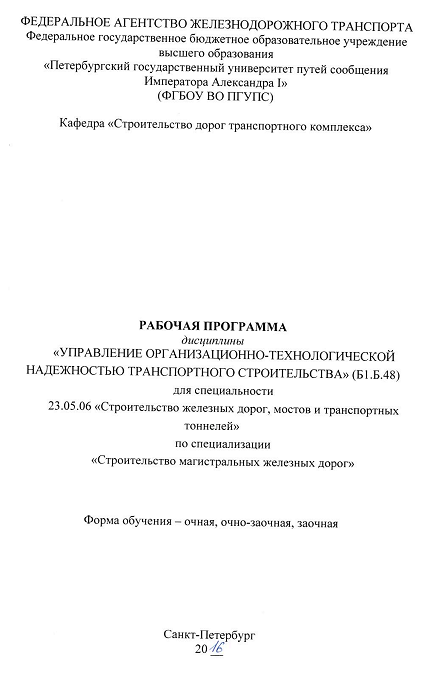 ФЕДЕРАЛЬНОЕ АГЕНТСТВО ЖЕЛЕЗНОДОРОЖНОГО ТРАНСПОРТА
Федеральное государственное бюджетное образовательное учреждение
высшего образования
«Петербургский государственный университет путей сообщения
Императора Александра I»
(ФГБОУ ВО ПГУПС)
Кафедра «Строительство дорог транспортного комплекса»
РАБОЧАЯ ПРОГРАММА
дисциплины
«УПРАВЛЕНИЕ ОРГАНИЗАЦИОННО-ТЕХНОЛОГИЧЕСКОЙ
НАДЕЖНОСТЬЮ ТРАНСПОРТНОГО СТРОИТЕЛЬСТВА» (Б1.Б.48)
для специальности
23.05.06 «Строительство железных дорог, мостов и транспортных
тоннелей»
по специализации
«Строительство магистральных железных дорог»
Форма обучения – очная, очно-заочная, заочная
Санкт-Петербург
2016